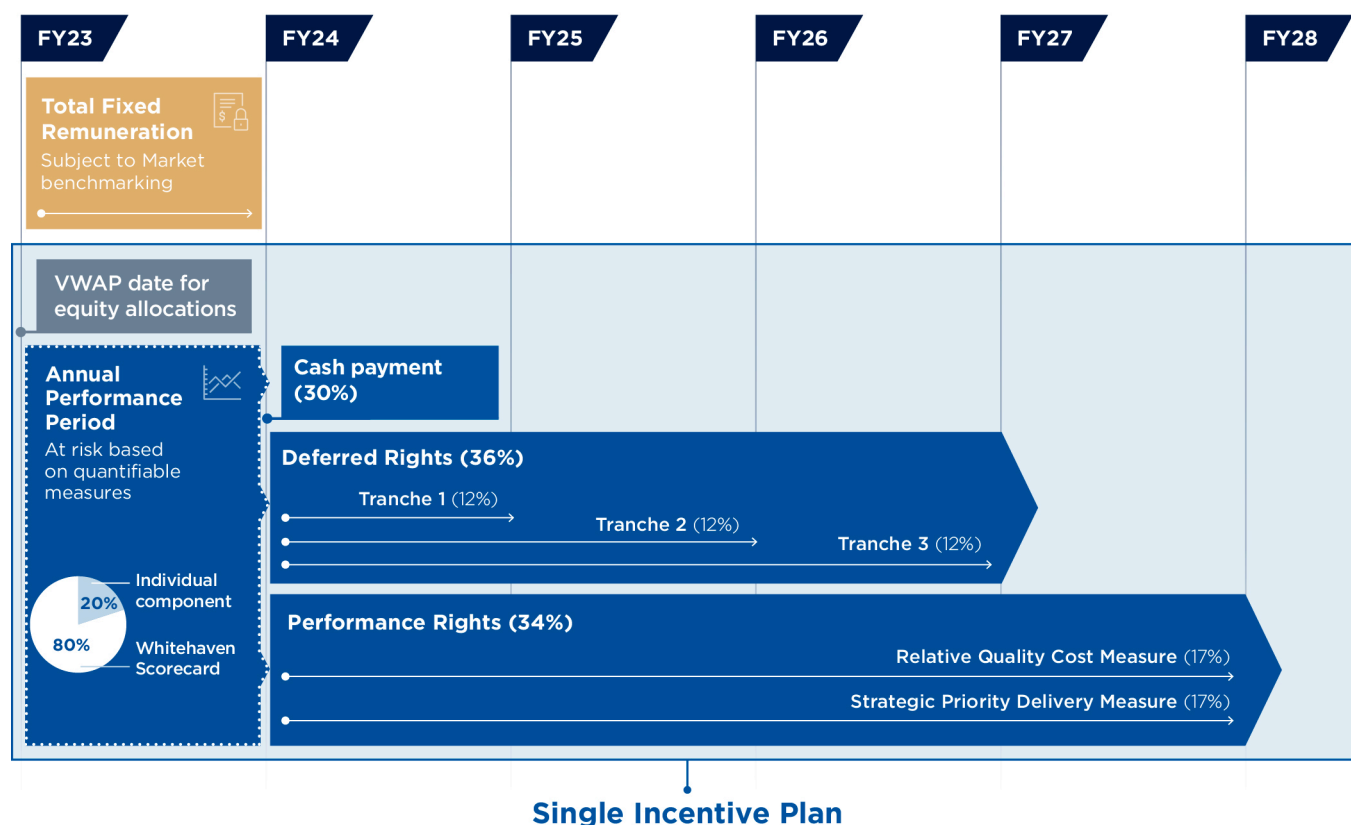 FY23
FY24
FY25
FY26
FY27
FY28
Total Fixed
Remuneration
Subject to Market
benchmarking
$
VWAP date for
equity allocations
Annual
Performance
Period
At risk based
on quantifiable
measures
Individual
component
20%
80%
Whitehaven
Scorecard
Cash payment
(30%)
Deferred Rights (36%)
Tranche 1 (12%)
Tranche 2 (12%)
Tranche 3 (12%)
Performance Rights (34%)
Relative Quality Cost Measure (17%)
Strategic Priority Delivery Measure (17%)
Single Incentive Plan